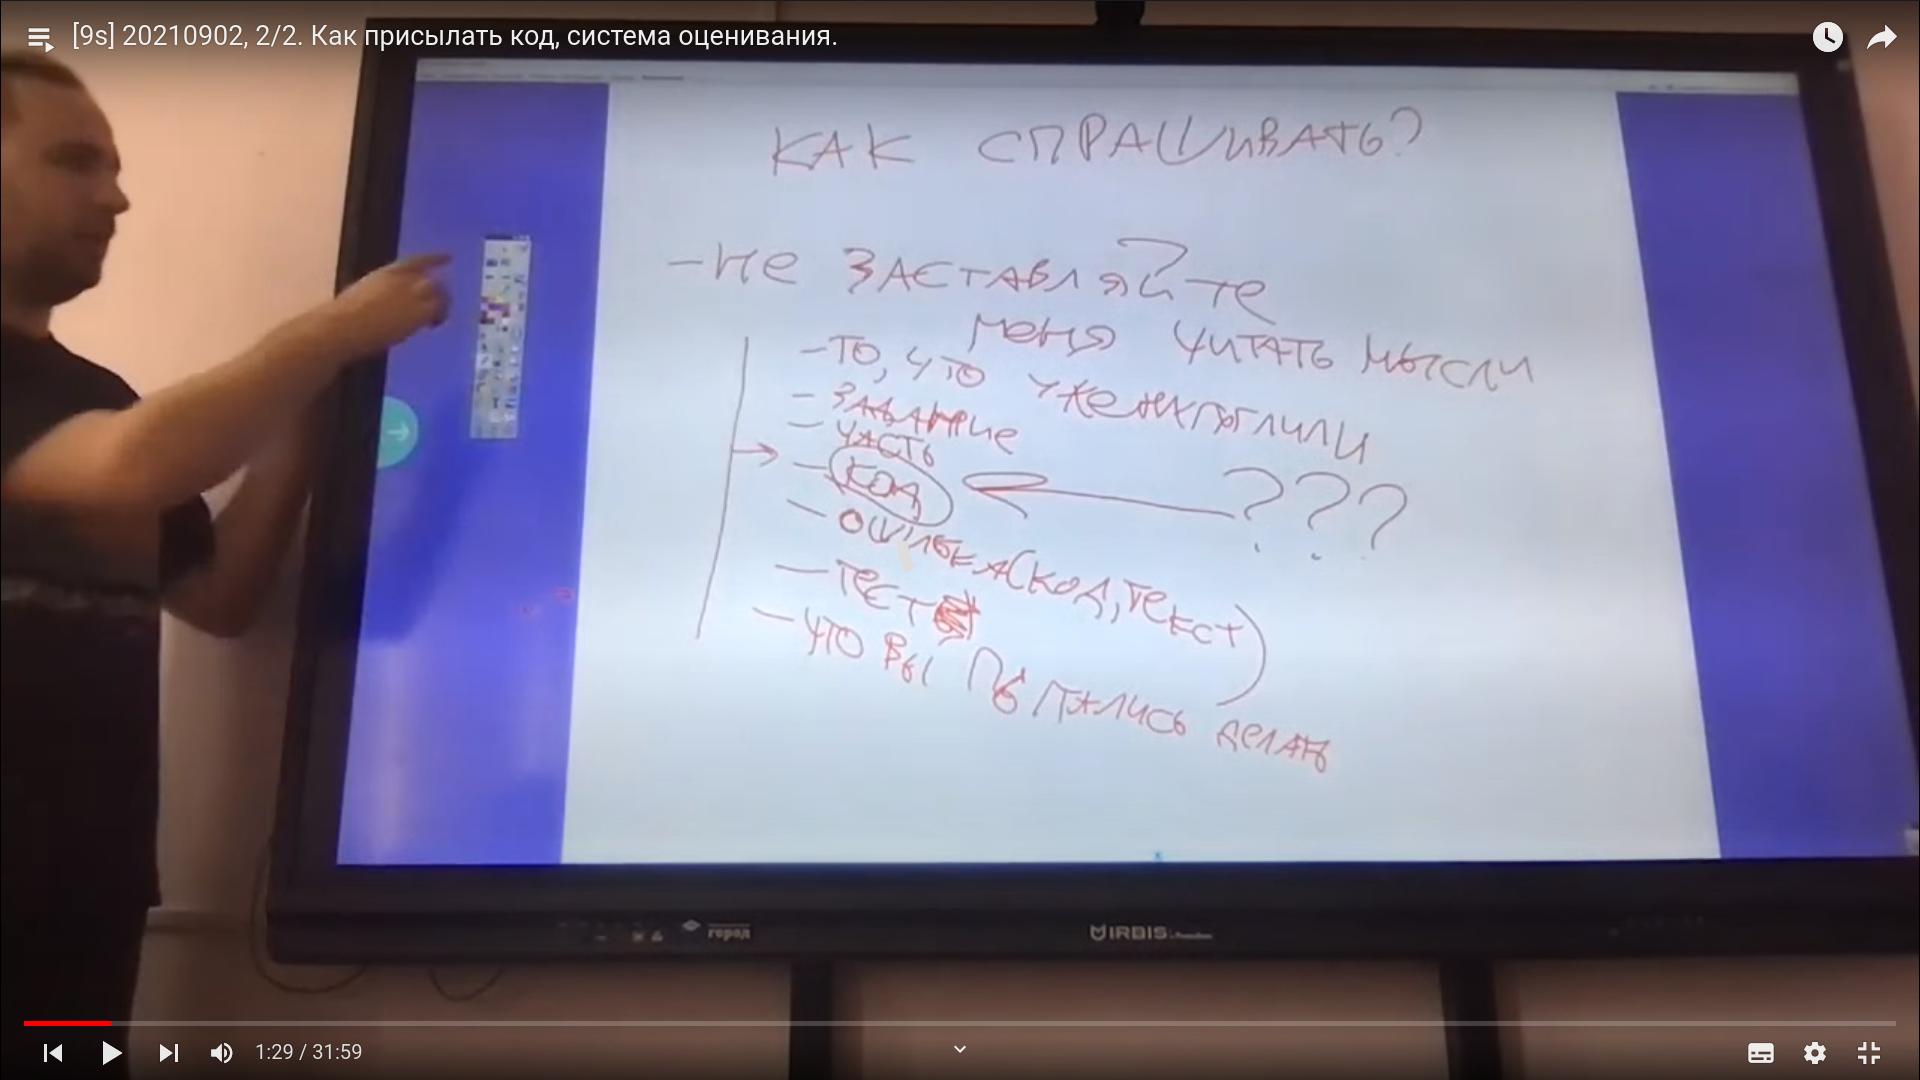 [9s] 20210902, 2/2. Как присылать код, система оценивания.
КАК СПРАШИВАТЬ?
- НЕ ЗАСТАВЛЯЙТЕ
МЕНЯ ЧИТАТЬ МЫСЛИ
- ТО, ЧТО УЖЕ НАГУГЛИЛИ
- ЗАДАНИЕ
- ЧАСТЬ
- КОД
???
- ОШИБКА (КОД, ТЕКСТ)
- ТЕСТ
- ЧТО ВЫ ПЫТАЛИСЬ ДЕЛАТЬ
город
IRBIS
1:29 / 31:59